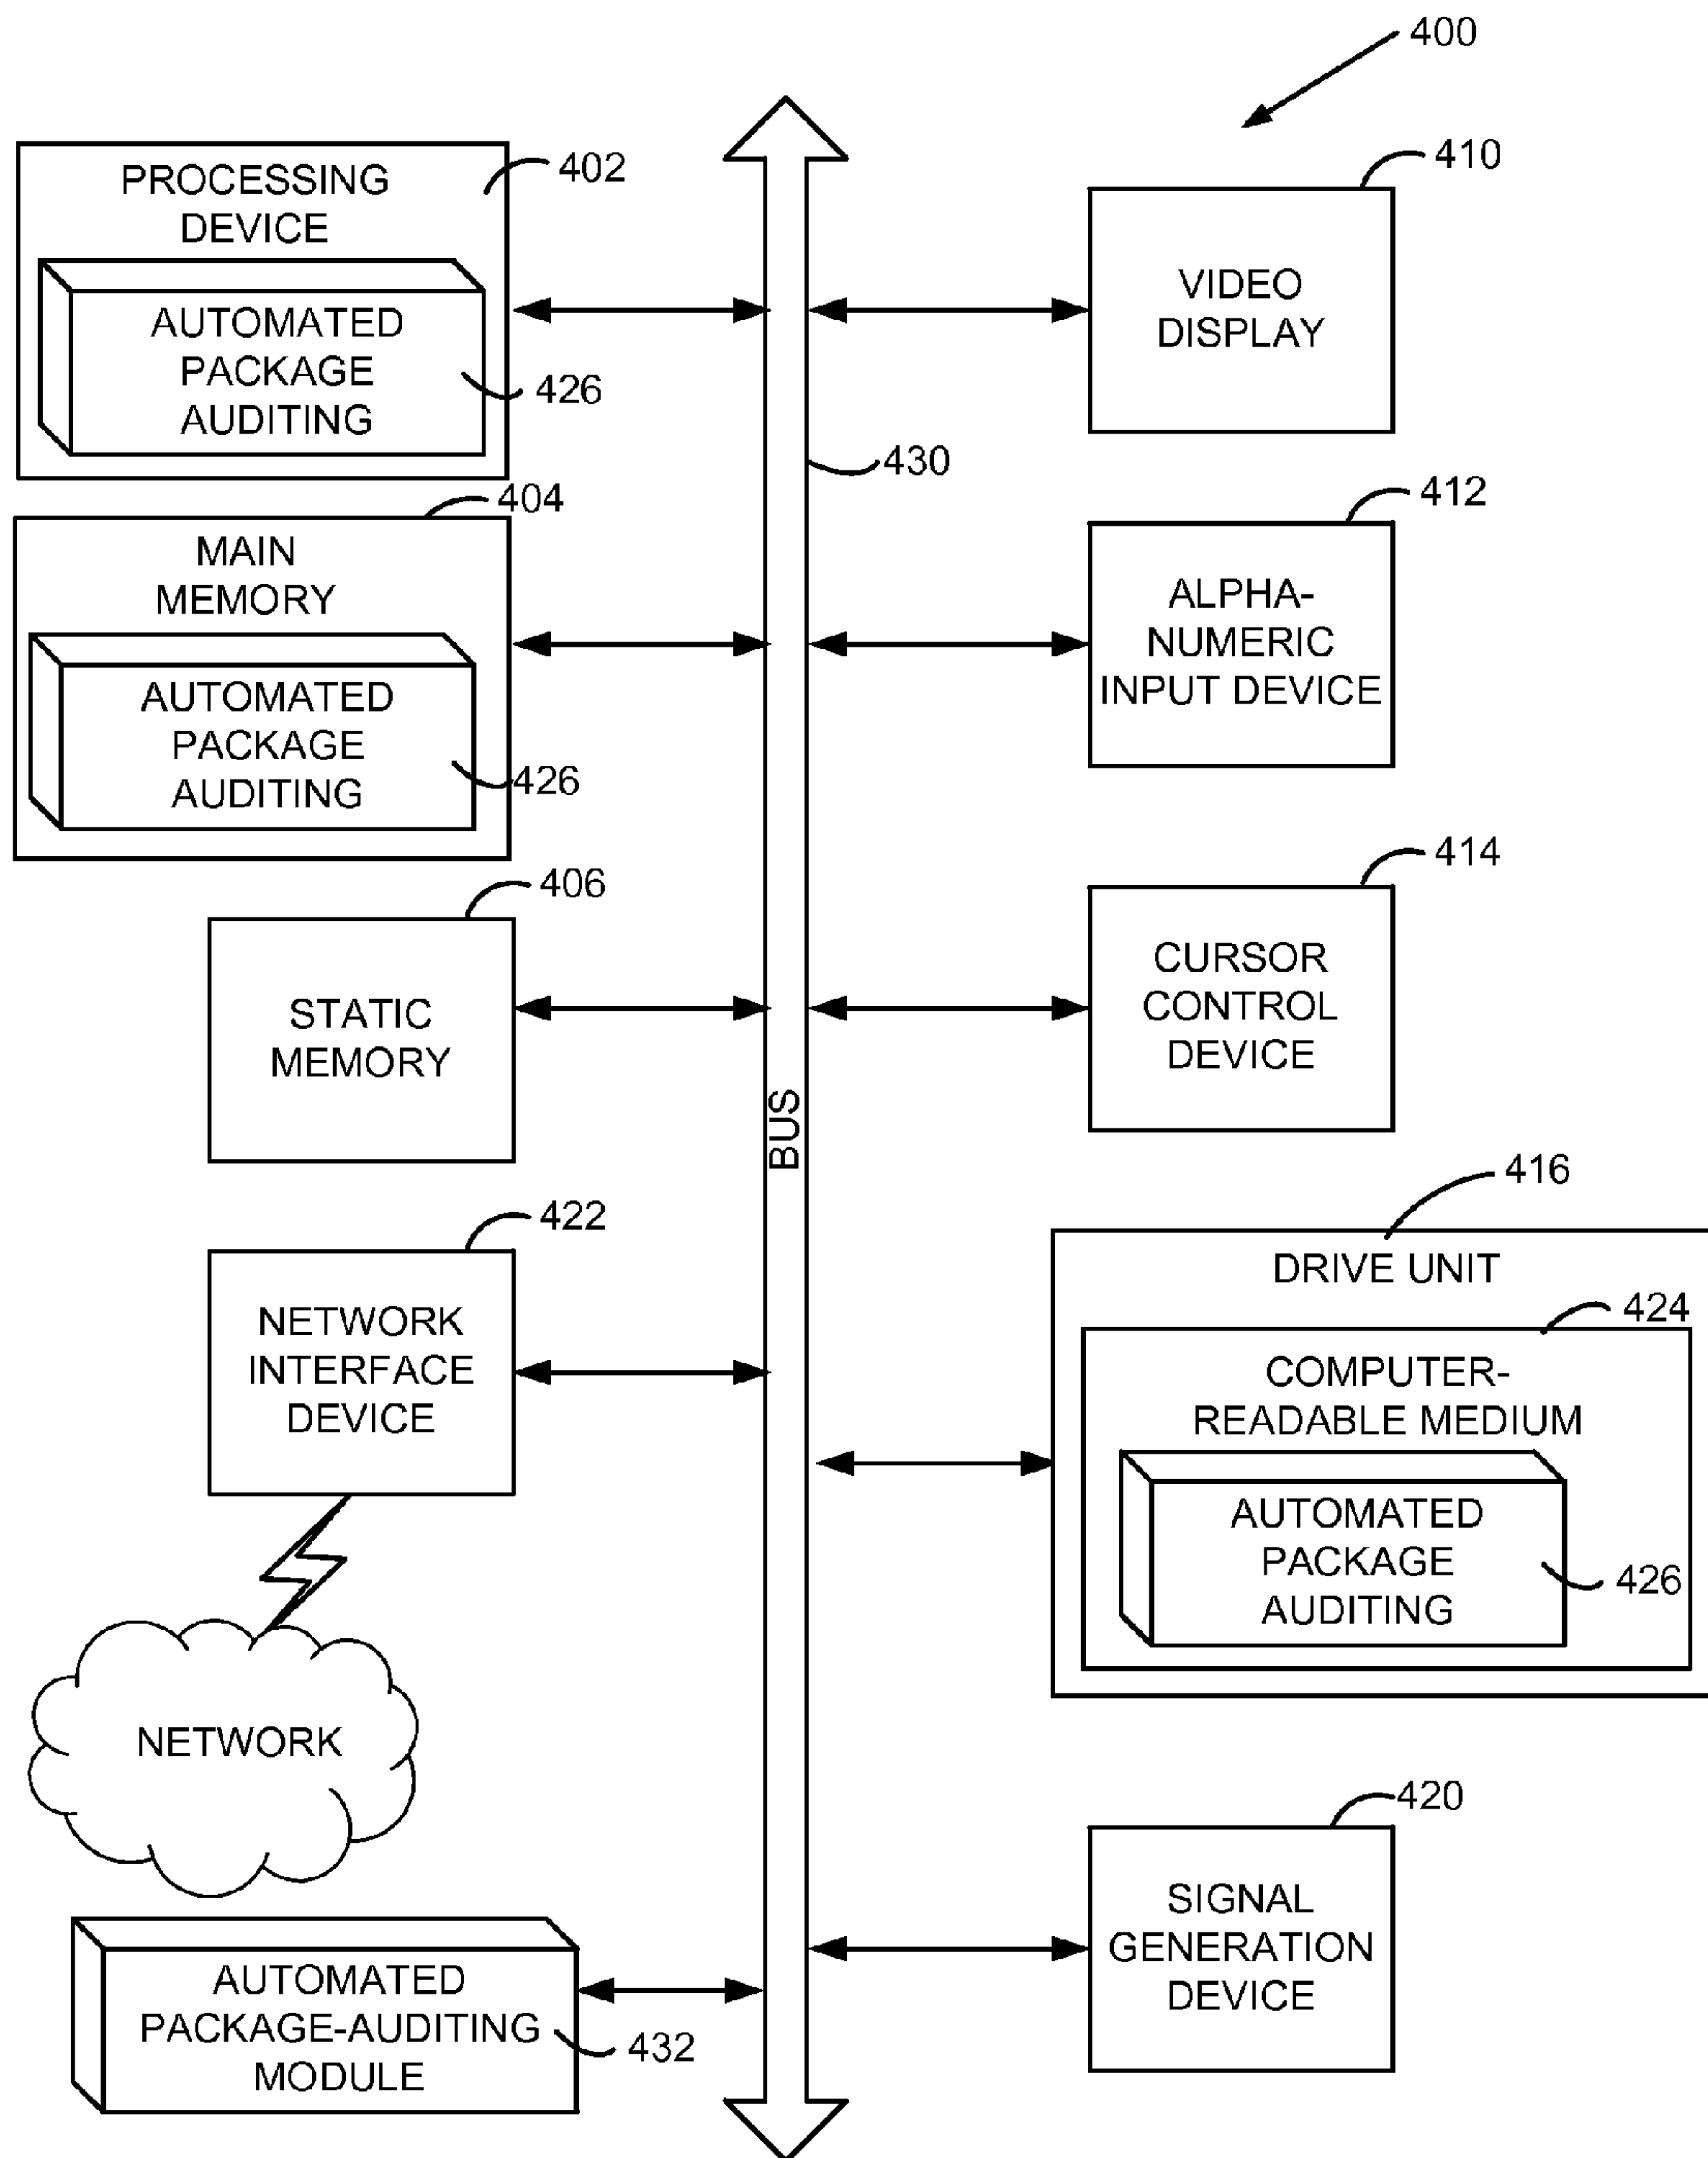 400
PROCESSING
DEVICE
402
AUTOMATED
PACKAGE
AUDITING
426
MAIN
MEMORY
404
AUTOMATED
PACKAGE
AUDITING
426
STATIC
MEMORY
406
NETWORK
INTERFACE
DEVICE
422
NETWORK
AUTOMATED
PACKAGE-AUDITING
MODULE
432
BUS
430
VIDEO
DISPLAY
410
ALPHA-
NUMERIC
INPUT DEVICE
412
CURSOR
CONTROL
DEVICE
414
416
DRIVE UNIT
424
COMPUTER-
READABLE MEDIUM
AUTOMATED
PACKAGE
AUDITING
426
420
SIGNAL
GENERATION
DEVICE